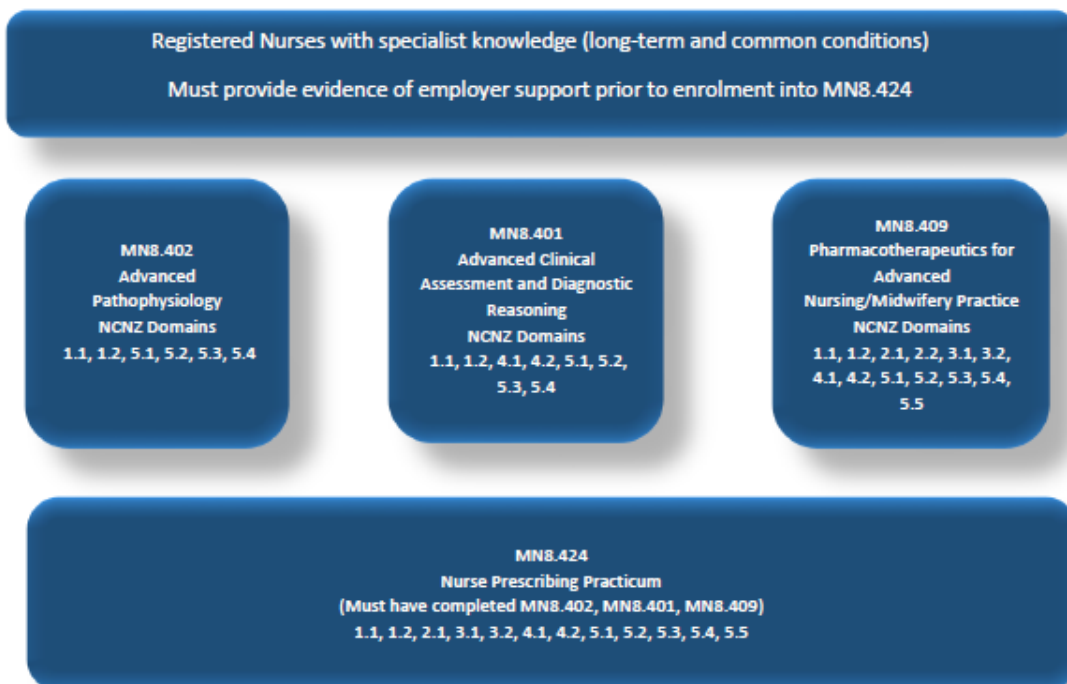 Registered Nurses with specialist knowledge (long-term and common conditions)
Must provide evidence of employer support prior to enrolment into MN8.424
MN8.402
Advanced
Pathophysiology
NCNZ Domains
1.1, 1.2, 5.1, 5.2, 5.3, 5.4
MN8.401
Advanced Clinical
Assessment and Diagnostic
Reasoning
NCNZ Domains
1.1, 1.2, 4.1, 4.2, 5.1, 5.2,
5.3, 5.4
MN8.409
Pharmacotherapeutics for
Advanced
Nursing/Midwifery Practice
NCNZ Domains
1.1, 1.2, 2.1, 2.2, 3.1, 3.2,
4.1, 4.2, 5.1, 5.2, 5.3, 5.4,
5.5
MN8.424
Nurse Prescribing Practicum
(Must have completed MN8.402, MN8.401, MN8.409)
1.1, 1.2, 2.1, 3.1, 3.2, 4.1, 4.2, 5.1, 5.2, 5.3, 5.4, 5.5